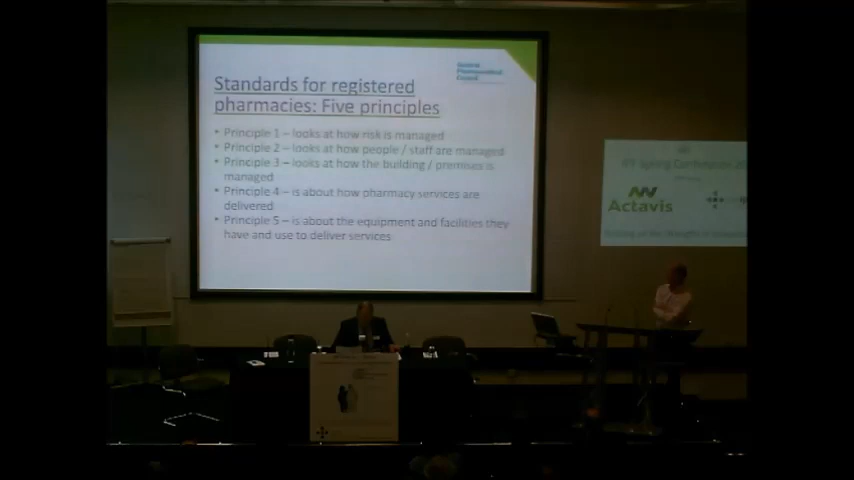 General
Pharmaceutical
Council
Standards for registered
pharmacies: Five principles
• Principle 1 – looks at how risk is managed
• Principle 2 – looks at how people / staff are managed
• Principle 3 – looks at how the building / premises is
managed
• Principle 4 – is about how pharmacy services are
delivered
• Principle 5 – is about the equipment and facilities they
have and use to deliver services
Actavis